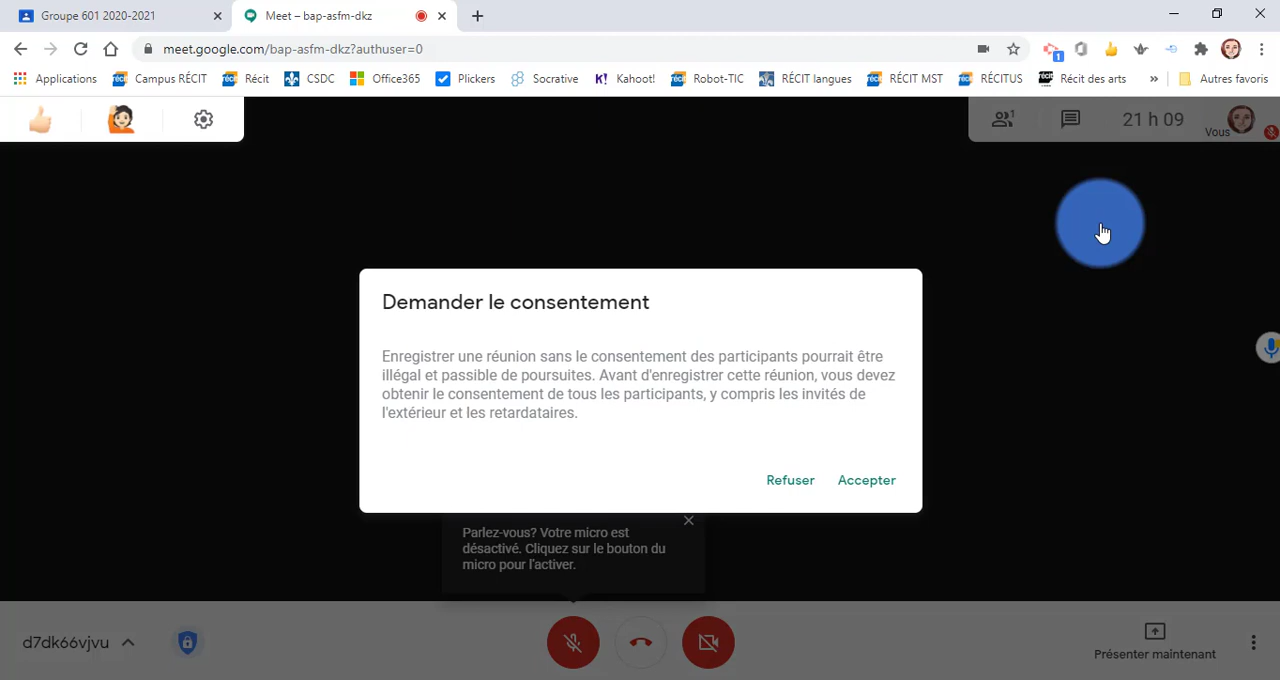 Groupe 601 2020-2021
Meet – bap-asfm-dkz
meet.google.com/bap-asfm-dkz?authuser=0
1
Applications
Campus RÉCIT
Récit
CSDC
Office365
Plickers
Socrative
K! Kahoot!
Robot-TIC
RÉCIT langues
RÉCIT MST
RÉCITUS
Récit des arts
»
Autres favoris
1
21 h 09
Vous
Demander le consentement
Enregistrer une réunion sans le consentement des participants pourrait être
illégal et passible de poursuites. Avant d'enregistrer cette réunion, vous devez
obtenir le consentement de tous les participants, y compris les invités de
l'extérieur et les retardataires.
Refuser
Accepter
Parlez-vous? Votre micro est
désactivé. Cliquez sur le bouton du
micro pour l'activer.
d7dk66vjvu
Présenter maintenant